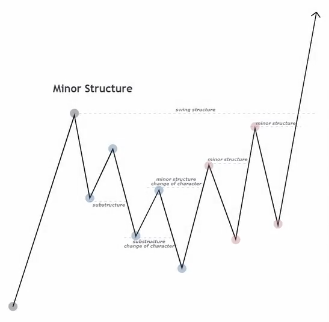 Minor Structure
swing structure
minor structure
minor structure
minor structure
change of character
substructure
substructure
change of character